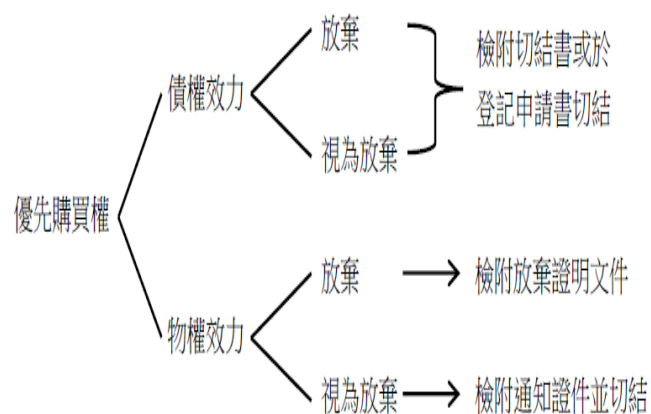 優先購買權
債權效力
放棄
視為放棄
檢附切結書或於
登記申請書切結
物權效力
放棄
檢附放棄證明文件
視為放棄
檢附通知證件並切結